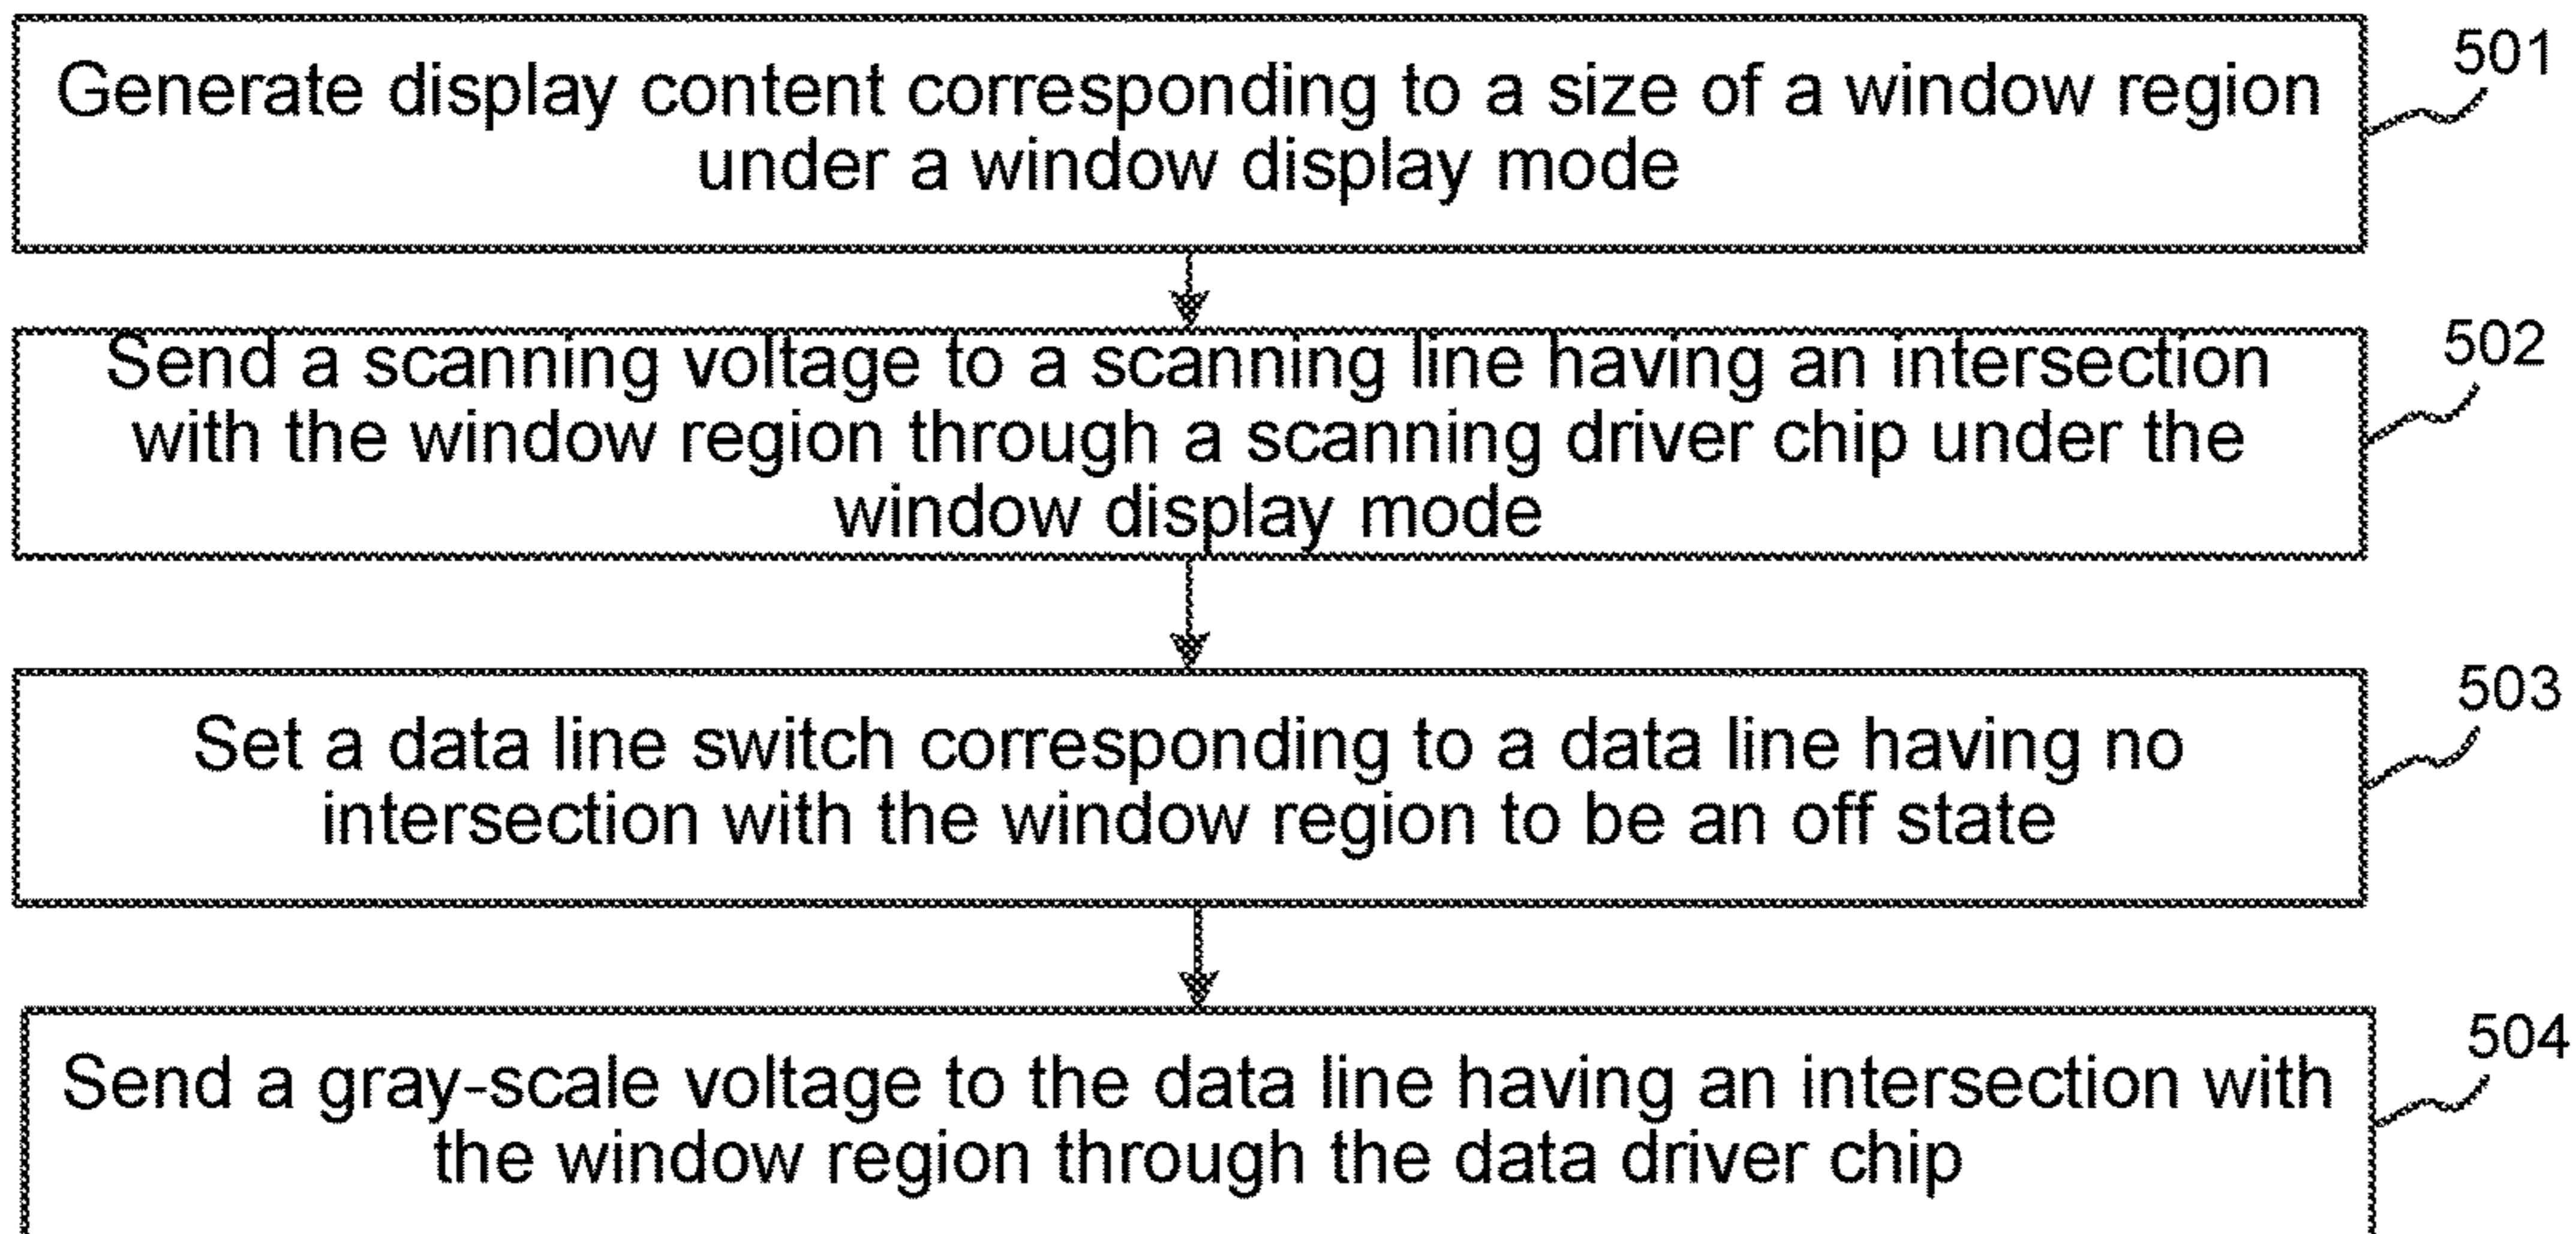 Generate display content corresponding to a size of a window region
under a window display mode
501
Send a scanning voltage to a scanning line having an intersection
with the window region through a scanning driver chip under the
window display mode
502
Set a data line switch corresponding to a data line having no
intersection with the window region to be an off state
503
Send a gray-scale voltage to the data line having an intersection with
the window region through the data driver chip
504